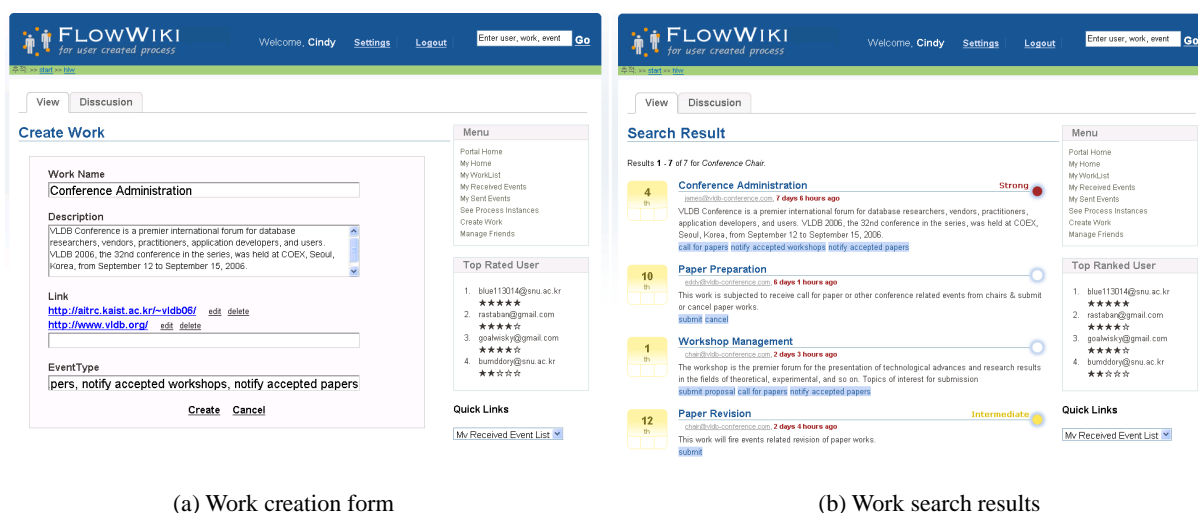 FLOWWIKI
for user created process
Welcome, Cindy Settings Logout Enter user, work, event Go
추적: >> start >> hlw
View Disscusion
Create Work
Work Name
Conference Administration
Description
VLDB Conference is a premier international forum for database
researchers, vendors, practitioners, application developers, and users.
VLDB 2006, the 32nd conference in the series, was held at COEX, Seoul,
Korea, from September 12 to September 15, 2006.
Link
http://aitrc.kaist.ac.kr/~vldb06/ edit delete
http://www.vldb.org/ edit delete
EventType
pers, notify accepted workshops, notify accepted papers
Create Cancel
Menu
Portal Home
My Home
My WorkList
My Received Events
My Sent Events
See Process Instances
Create Work
Manage Friends
Top Rated User
1. blue113014@snu.ac.kr
★★★★★
2. rastaban@gmail.com
★★★★☆
3. goalwisky@gmail.com
★★★★☆
4. bumddory@snu.ac.kr
★★☆☆☆
Quick Links
My Received Event List
(a) Work creation form
FLOWWIKI
for user created process
Welcome, Cindy Settings Logout Enter user, work, event Go
추적: >> start >> hlw
View Disscusion
Search Result
Results 1 - 7 of 7 for Conference Chair.
4 th
Conference Administration Strong
james@vldb-conference.com, 7 days 6 hours ago
VLDB Conference is a premier international forum for database researchers, vendors, practitioners,
application developers, and users. VLDB 2006, the 32nd conference in the series, was held at COEX,
Seoul, Korea, from September 12 to September 15, 2006.
call for papers notify accepted workshops notify accepted papers
10 th
Paper Preparation
eddy@vldb-conference.com, 6 days 1 hours ago
This work is subjected to receive call for paper or other conference related events from chairs & submit
or cancel paper works.
submit cancel
1 th
Workshop Management
chair@vldb-conference.com, 2 days 3 hours ago
The workshop is the premier forum for the presentation of technological advances and research results
in the fields of theoretical, experimental, and so on. Topics of interest for submission
submit proposal call for papers notify accepted papers
12 th
Paper Revision Intermediate
chair@vldb-conference.com, 2 days 4 hours ago
This work will fire events related revision of paper works.
submit
Menu
Portal Home
My Home
My WorkList
My Received Events
My Sent Events
See Process Instances
Create Work
Manage Friends
Top Ranked User
1. blue113014@snu.ac.kr
★★★★★
2. rastaban@gmail.com
★★★★☆
3. goalwisky@gmail.com
★★★★☆
4. bumddory@snu.ac.kr
★★☆☆☆
Quick Links
My Received Event List
(b) Work search results